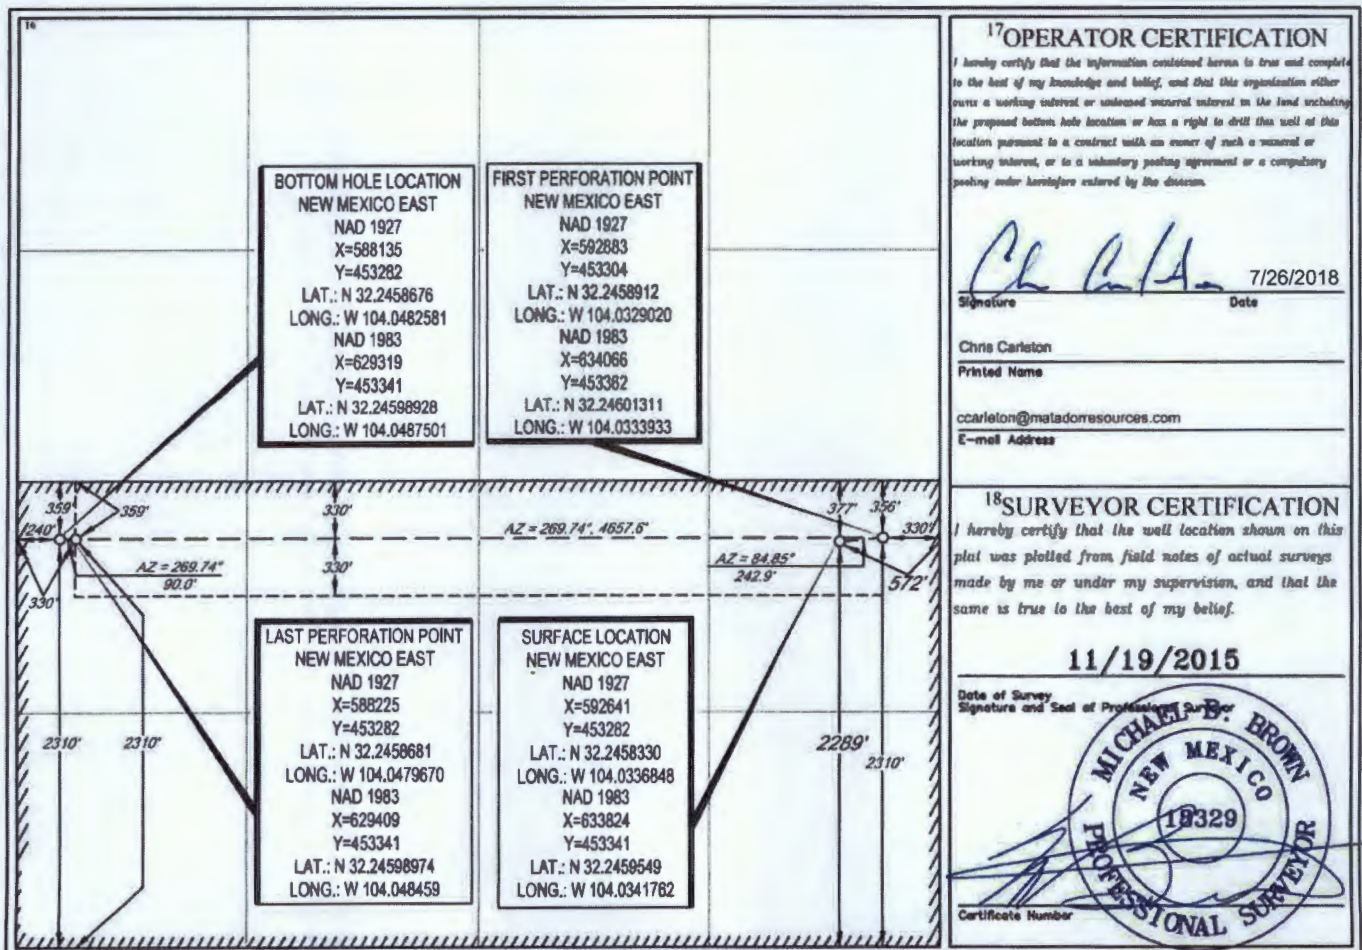 16
BOTTOM HOLE LOCATION
NEW MEXICO EAST
NAD 1927
X=588135
Y=453282
LAT.: N 32.2458676
LONG.: W 104.0482581
NAD 1983
X=629319
Y=453341
LAT.: N 32.24598928
LONG.: W 104.0487501
FIRST PERFORATION POINT
NEW MEXICO EAST
NAD 1927
X=592883
Y=453304
LAT.: N 32.2458912
LONG.: W 104.0329020
NAD 1983
X=634066
Y=453362
LAT.: N 32.24601311
LONG.: W 104.0333933
359'
359'
330'
377'
356'
240'
AZ = 269.74°, 4657.6'
330'
AZ = 269.74°
90.0'
330'
AZ = 84.85°
242.9'
330'
572'
LAST PERFORATION POINT
NEW MEXICO EAST
NAD 1927
X=588225
Y=453282
LAT.: N 32.2458681
LONG.: W 104.0479670
NAD 1983
X=629409
Y=453341
LAT.: N 32.24598974
LONG.: W 104.048459
SURFACE LOCATION
NEW MEXICO EAST
NAD 1927
X=592641
Y=453282
LAT.: N 32.2458330
LONG.: W 104.0336848
NAD 1983
X=633824
Y=453341
LAT.: N 32.2459549
LONG.: W 104.0341762
2310'
2310'
2289'
2310'
17 OPERATOR CERTIFICATION
I hereby certify that the information contained herein is true and complete
to the best of my knowledge and belief, and that this organization either
owns a working interest or unleased mineral interest in the land including
the proposed bottom hole location or has a right to drill this well at this
location pursuant to a contract with an owner of such a mineral or
working interest, or to a voluntary pooling agreement or a compulsory
pooling order heretofore entered by the division.
7/26/2018
Signature Date
Chris Carleton
Printed Name
ccarleton@matadorresources.com
E-mail Address
18 SURVEYOR CERTIFICATION
I hereby certify that the well location shown on this
plat was plotted from field notes of actual surveys
made by me or under my supervision, and that the
same is true to the best of my belief.
11/19/2015
Date of Survey
Signature and Seal of Professional Surveyor
MICHAEL B. BROWN
NEW MEXICO
18329
PROFESSIONAL SURVEYOR
Certificate Number